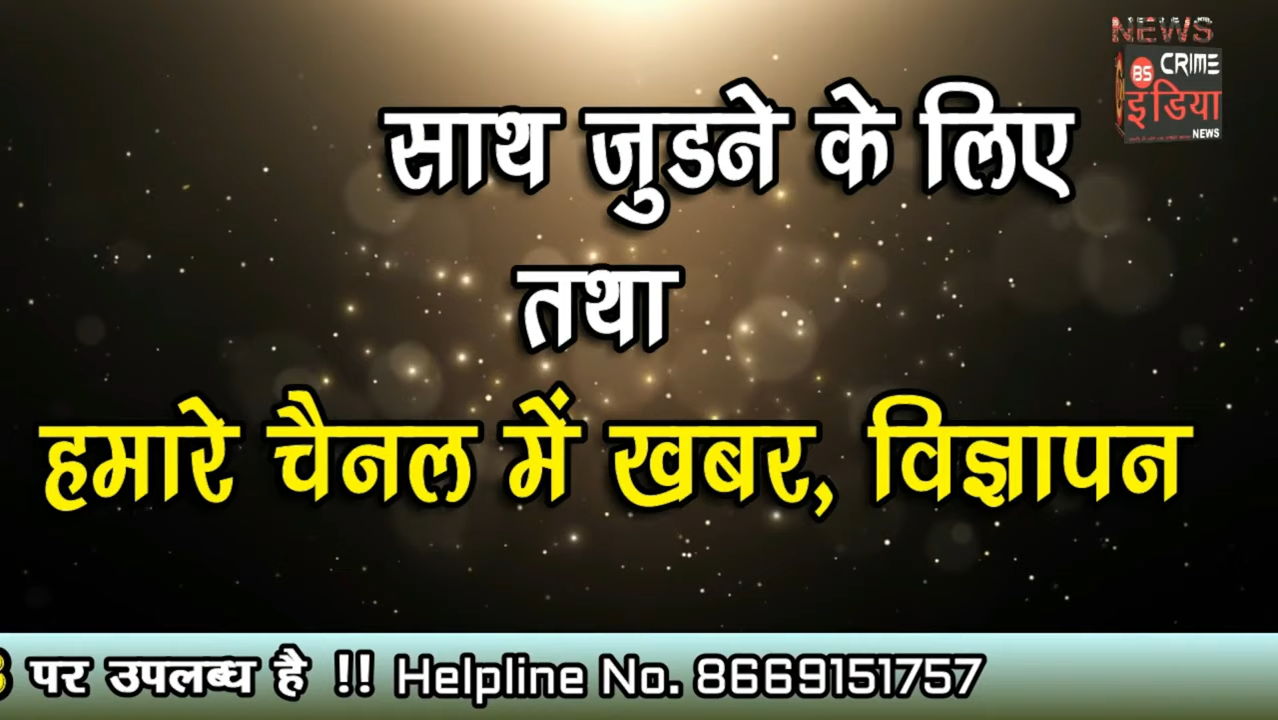 NEWS
BS CRIME
इंडिया
NEWS
साथ जुडने के लिए
तथा
हमारे चैनल में खबर, विज्ञापन
पर उपलब्ध है !! Helpline No. 8669151757